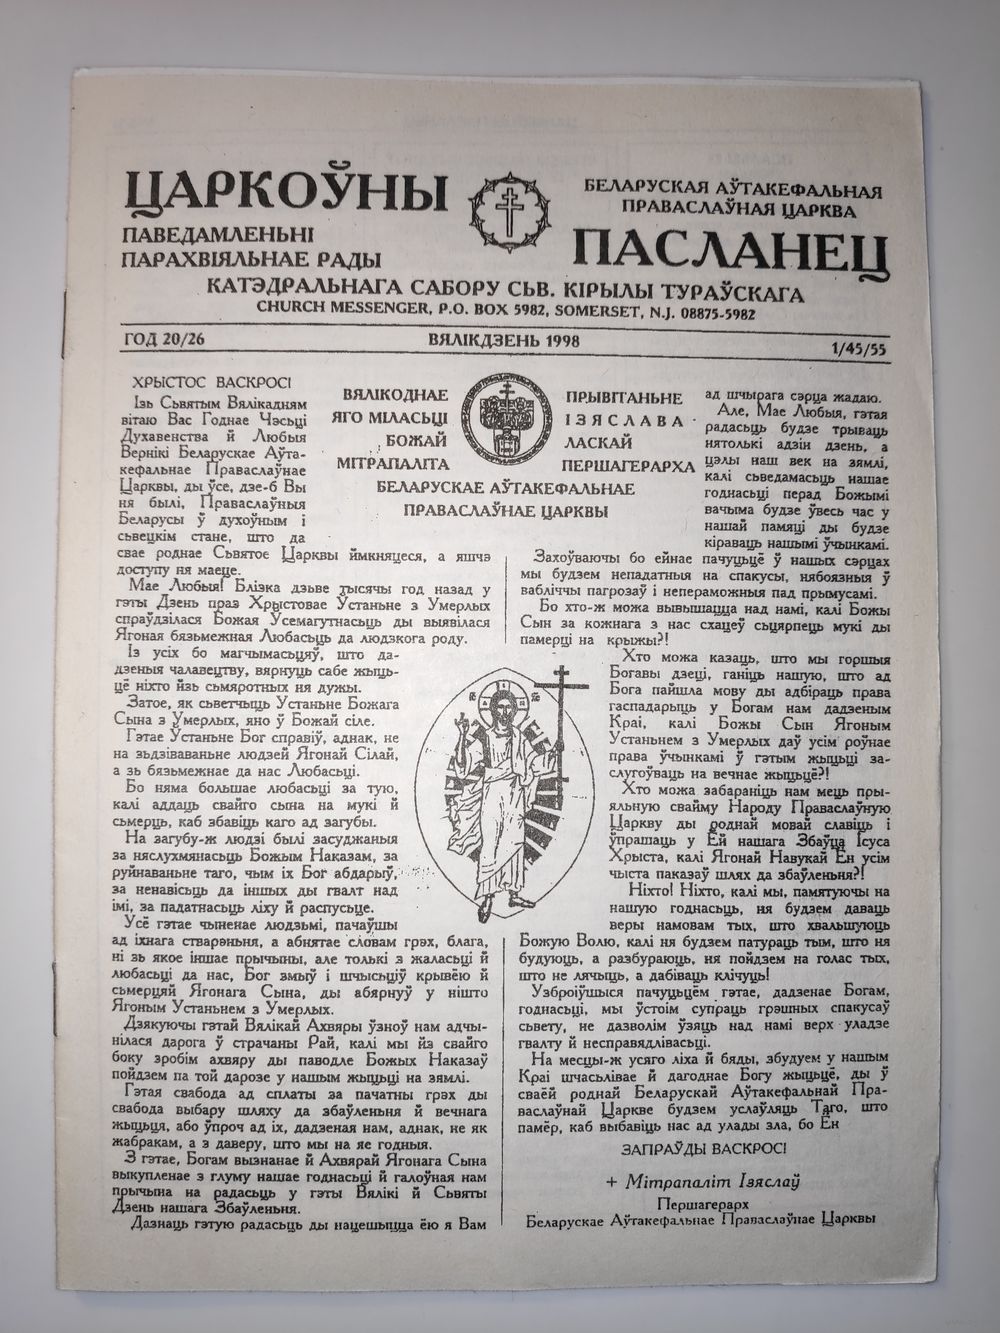 ЦАРКОЎНЫ
БЕЛАРУСКАЯ АЎТАКЕФАЛЬНАЯ
ПРАВАСЛАЎНАЯ ЦАРКВА
ПАВЕДАМЛЕНЬНІ
ПАРАХВІЯЛЬНАЕ РАДЫ
ПАСЛАНЕЦ
КАТЭДРАЛЬНАГА САБОРУ СЬВ. КІРЫЛЫ ТУРАЎСКАГА
CHURCH MESSENGER, P.O. BOX 5982, SOMERSET, N.J. 08875-5982
ГОД 20/26
ВЯЛІКДЗЕНЬ 1998
1/45/55
ВЯЛІКОДНАЕ ПРЫВІТАНЬНЕ
ЯГО МІЛАСЬЦІ ІЗЯСЛАВА
БОЖАЙ ЛАСКАЙ
МІТРАПАЛІТА ПЕРШАГЕРАРХА
БЕЛАРУСКАЕ АЎТАКЕФАЛЬНАЕ
ПРАВАСЛАЎНАЕ ЦАРКВЫ
ХРЫСТОС ВАСКРОСІ
Ізь Сьвятым Вялікадням
вітаю Вас Годнае Чэсьці
Духавенства й Любыя
Вернікі Беларускае Аўта-
кефальнае Праваслаўнае
Царквы, ды ўсе, дзе-б Вы
ня былі, Праваслаўныя
Беларусы ў духоўным і
сьвецкім стане, што да
свае роднае Сьвятое Царквы ймкняцеся, а яшчэ
доступу ня маеце.
Мае Любыя! Блізка дзьве тысячы год назад у
гэты Дзень праз Хрыстовае Ўстаньне з Умерлых
спраўдзілася Божая Усемагутнасьць ды выявілася
Ягоная бязьмежная Любасьць да людзкога роду.
Із усіх бо магчымасьцяў, што да-
дзеныя чалавецтву, вярнуць сабе жыць-
цё ніхто йзь сьмяротных ня дужы.
Затое, як сьветчыць Устаньне Божага
Сына з Умерлых, яно ў Божай сіле.
Гэтае Ўстаньне Бог справіў, аднак, не
на зьдзіваваньне людзей Ягонай Сілай,
а зь бязьмежнае да нас Любасьці.
Бо няма большае любасьці за тую,
калі аддаць свайго сына на мукі й
сьмерць, каб збавіць каго ад загубы.
На загубу-ж людзі былі засуджаныя
за няслухмянасьць Божым Наказам, за
руйнаваньне таго, чым іх Бог абдарыў,
за ненавісьць да іншых ды гвалт над
імі, за падатнасьць ліху й распусьце.
Усё гэтае чыненае людзьмі, пачаўшы
ад іхнага стварэньня, а абнятае словам грэх, блага,
ні зь якое іншае прычыны, але толькі з жаласьці й
любасьці да нас, Бог змыў і шчысьціў крывёю й
сьмерцяй Ягонага Сына, ды абярнуў у нішто
Ягоным Устаньнем з Умерлых.
Дзякуючы гэтай Вялікай Ахвяры ўзноў нам адчы-
нілася дарога ў страчаны Рай, калі мы йз свайго
боку зробім ахвяру ды паводле Божых Наказаў
пойдзем па той дарозе у нашым жыцьці на зямлі.
Гэтая свабода ад сплаты за пачатны грэх ды
свабода выбару шляху да збаўленьня й вечнага
жыцьця, або ўпроч ад іх, дадзеная нам, аднак, не як
жабракам, а з даверу, што мы на яе годныя.
З гэтае, Богам вызнанае й Ахвярай Ягонага Сына
выкупленае з глуму нашае годнасьці й галоўная нам
прычына на радасьць у гэты Вялікі й Сьвяты
Дзень нашага Збаўленьня.
Дазнаць гэтую радасьць ды нацешыцца ёю я Вам
ад шчырага сэрца жадаю.
Але, Мае Любыя, гэтая
радасьць будзе трываць
нятолькі адзін дзень, а
цэлы наш век на зямлі,
калі сьведамасьць нашае
годнасьці перад Божымі
вачыма будзе ўвесь час у
нашай памяці ды будзе
кіраваць нашымі ўчынкамі.
Захоўваючы бо ейнае пачуцьцё ў нашых сэрцах
мы будзем непадатныя на спакусы, нябоязныя ў
вабліччы пагрозаў і непераможныя пад прымусамі.
Бо хто-ж можа вывышацца над намі, калі Божы
Сын за кожнага з нас схацеў сьцярпець мукі ды
памерці на крыжы?!
Хто можа казаць, што мы горшыя
Богавы дзеці, ганіць нашую, што ад
Бога пайшла мову ды адбіраць права
гаспадарыць у Богам нам дадзеным
Краі, калі Божы Сын Ягоным
Устаньнем з Умерлых даў усім роўнае
права ўчынкамі ў гэтым жыцьці за-
слугоўваць на вечнае жыцьцё?!
Хто можа забараніць нам мець пры-
яльную свайму Народу Праваслаўную
Царкву ды роднай мовай славіць і
ўпрашаць у Ёй нашага Збаўца Ісуса
Хрыста, калі Ягонай Навукай Ён усім
чыста паказаў шлях да збаўленьня?!
Ніхто! Ніхто, калі мы, памятуючы на
нашую годнасьць, ня будзем даваць
веры намовам тых, што хвальшуюць
Божую Волю, калі ня будзем патураць тым, што ня
будуюць, а разбураюць, ня пойдзем на голас тых,
што не лячыць, а дабіваць клічуць!
Узброіўшыся пачуцьцём гэтае, дадзенае Богам,
годнасьці, мы ўстоім супраць грэшных спакусаў
сьвету, не дазволім ўзяць над намі верх уладзе
гвалту й несправядлівасьці.
На месцы-ж усяго ліха й бяды, збудуем у нашым
Краі шчасьлівае й дагоднае Богу жыцьцё, ды ў
сваёй роднай Беларускай Аўтакефальнай Пра-
васлаўнай Царкве будзем услаўляць Таго, што
памёр, каб выбавіць нас ад улады зла, бо Ён
ЗАПРАЎДЫ ВАСКРОС!
+ Мітрапаліт Ізяслаў
Першагерарх
Беларускае Аўтакефальнае Праваслаўнае Царквы